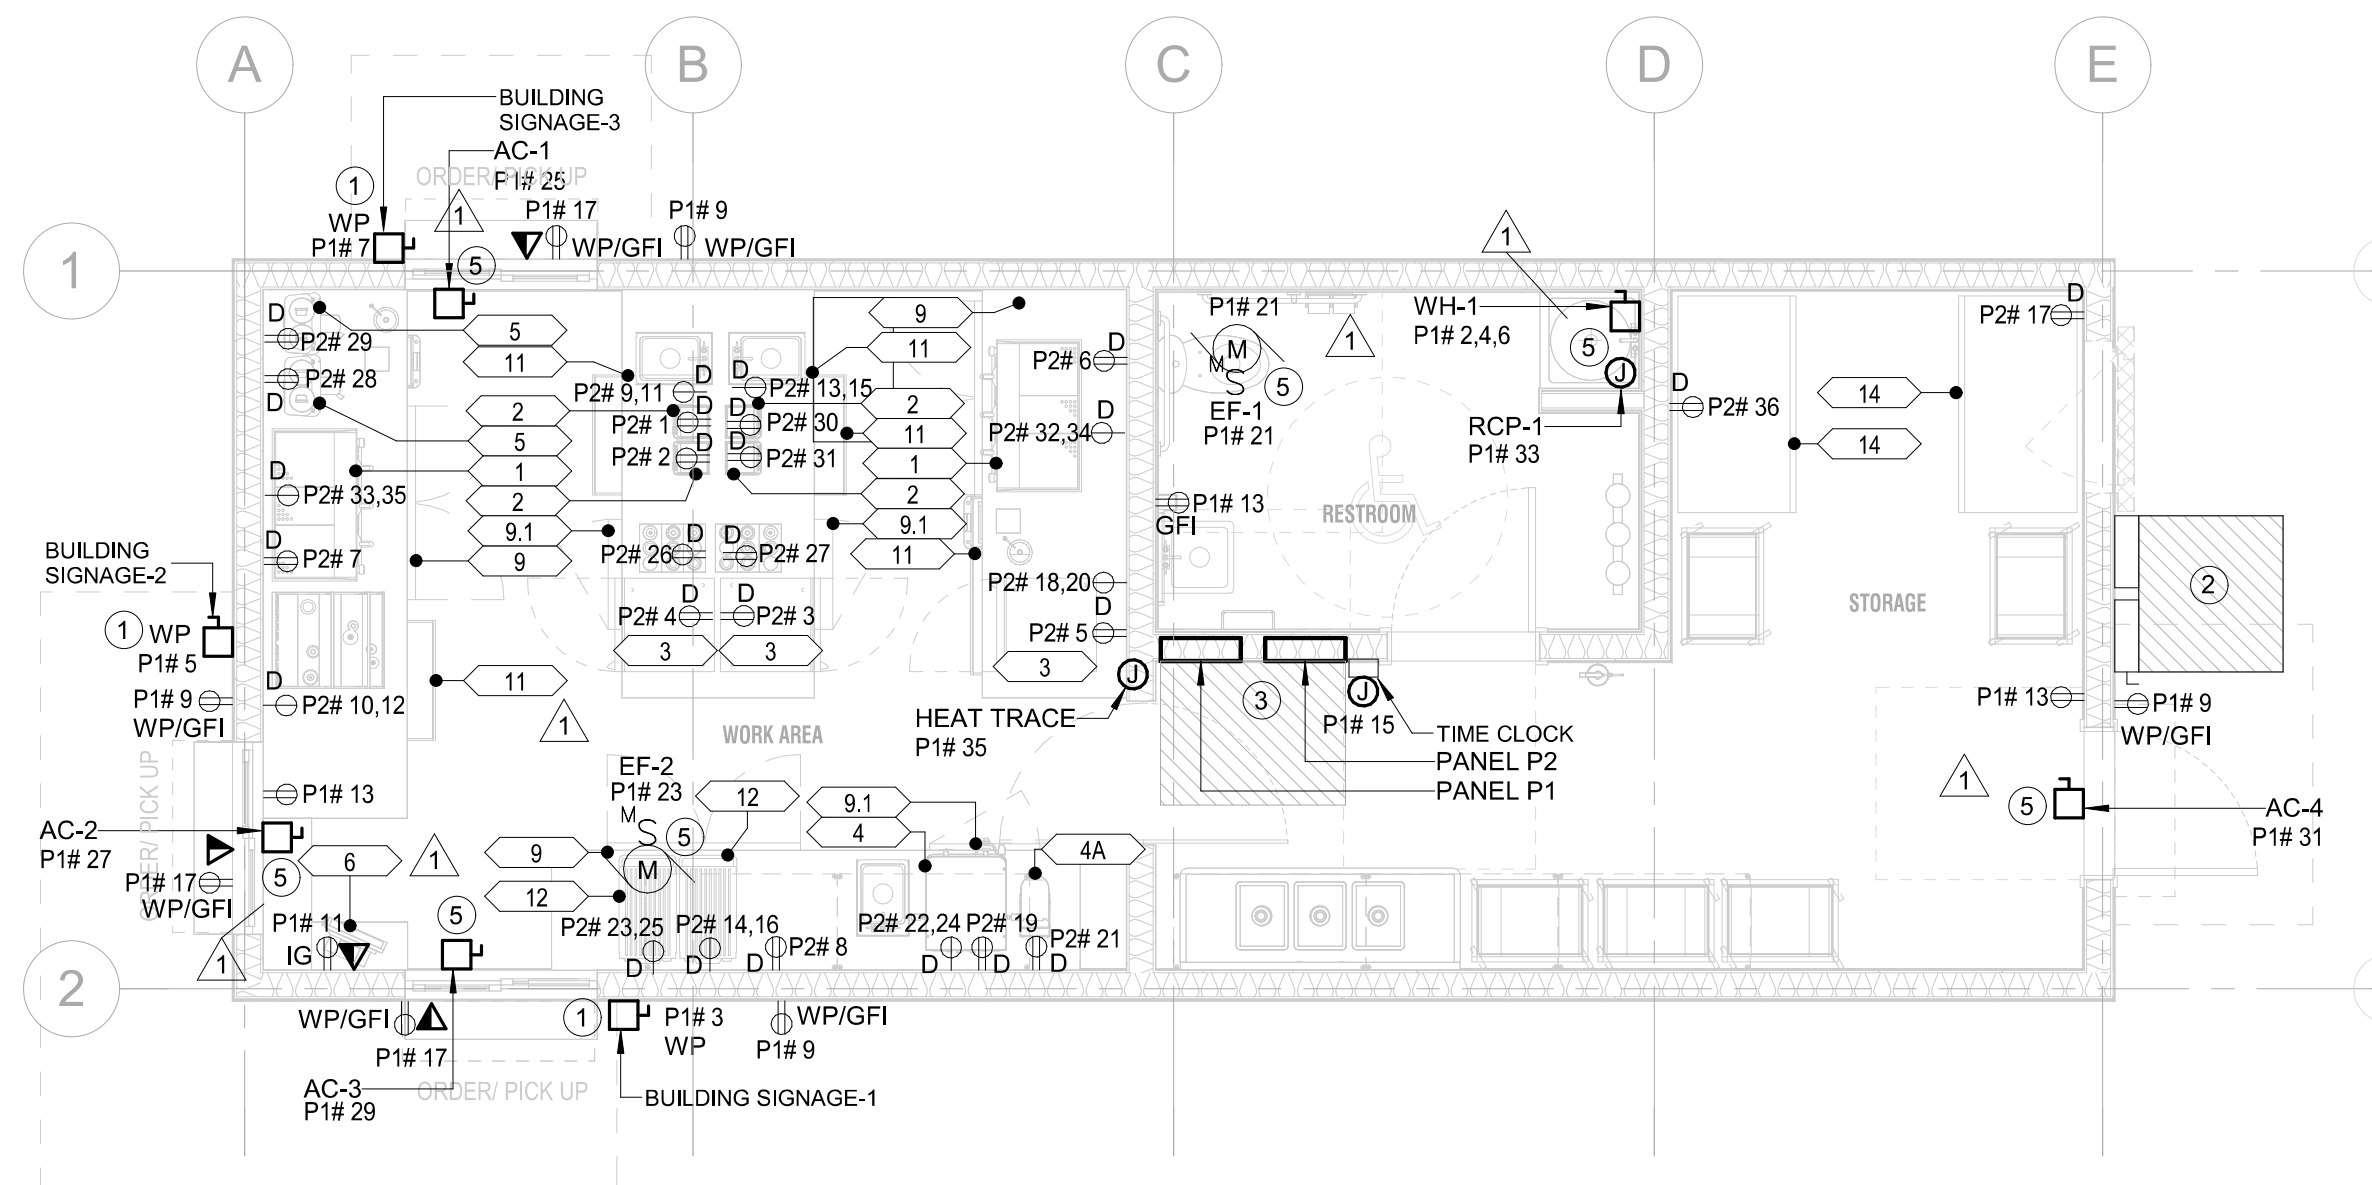 A
B
C
D
E
BUILDING
SIGNAGE-3
AC-1
P1# 25
ORDER/ PICK UP
1
1
WP
P1# 7
P1# 17
WP/GFI
P1# 9
WP/GFI
1
1
5
D
P2# 29
P2# 28
D
5
11
2
5
1
2
9.1
9
P2# 9,11
D
P2# 1
D
P2# 2
D
D
P2# 13,15
D
P2# 30
D
P2# 31
9
11
2
11
1
2
9.1
11
D
P2# 6
D
P2# 32,34
P1# 21
M
M
S
5
EF-1
P1# 21
1
WH-1
P1# 2,4,6
5
J
RCP-1
P1# 33
D
P2# 36
14
14
D
P2# 17
D
P2# 33,35
D
P2# 7
P1# 13
GFI
RESTROOM
D
P2# 26
D
P2# 27
BUILDING
SIGNAGE-2
1
WP
P1# 5
P1# 9
WP/GFI
D
P2# 10,12
D
P2# 4
D
P2# 3
3
3
P2# 18,20
D
P2# 5
3
STORAGE
2
11
1
WORK AREA
J
HEAT TRACE
P1# 35
3
J
P1# 15
TIME CLOCK
PANEL P2
PANEL P1
P1# 13
P1# 9
WP/GFI
ORDER/ PICK UP
P1# 13
AC-2
P1# 27
5
P1# 17
WP/GFI
1
6
1
EF-2
P1# 23
M
S
5
M
12
9
12
9.1
4
4A
1
5
AC-4
P1# 31
P1# 11
IG
5
P2# 23,25
D
P2# 14,16
D
P2# 8
D
P2# 22,24
D
P2# 19
D
P2# 21
D
2
WP/GFI
P1# 17
1
P1# 3
WP
WP/GFI
P1# 9
AC-3
P1# 29
ORDER/ PICK UP
BUILDING SIGNAGE-1